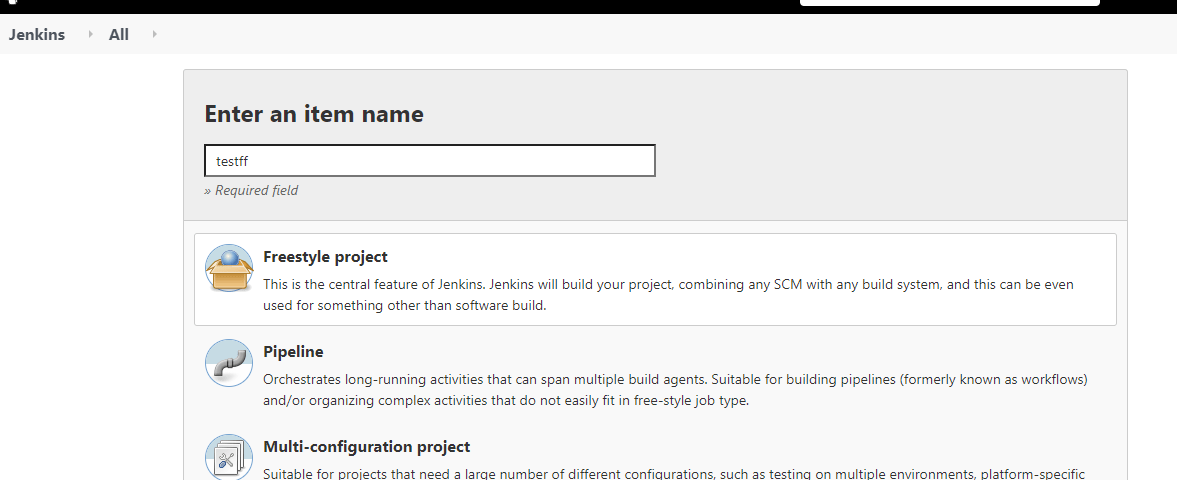 Jenkins All
Enter an item name
testff
» Required field
Freestyle project
This is the central feature of Jenkins. Jenkins will build your project, combining any SCM with any build system, and this can be even
used for something other than software build.
Pipeline
Orchestrates long-running activities that can span multiple build agents. Suitable for building pipelines (formerly known as workflows)
and/or organizing complex activities that do not easily fit in free-style job type.
Multi-configuration project
Suitable for projects that need a large number of different configurations, such as testing on multiple environments, platform-specific